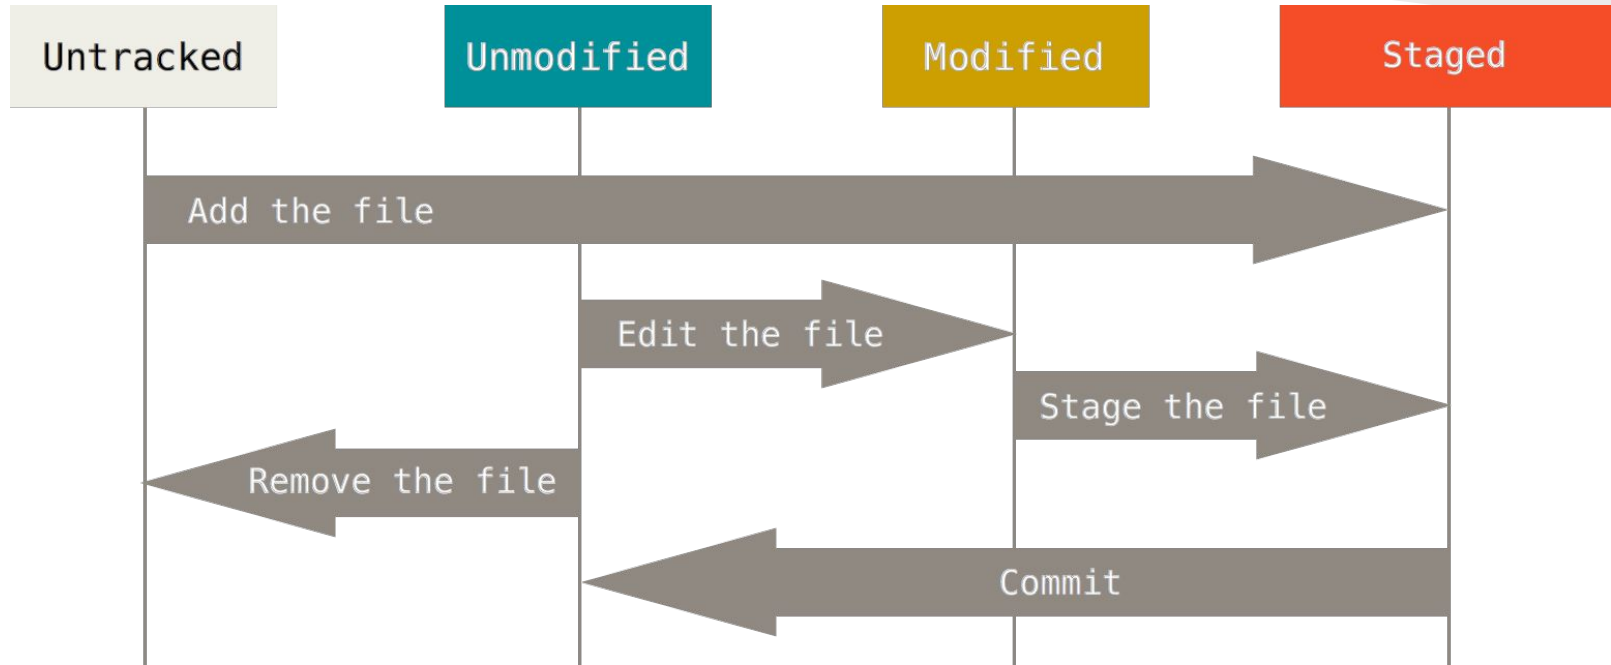 Untracked
Unmodified
Modified
Staged
Add the file
Edit the file
Stage the file
Remove the file
Commit